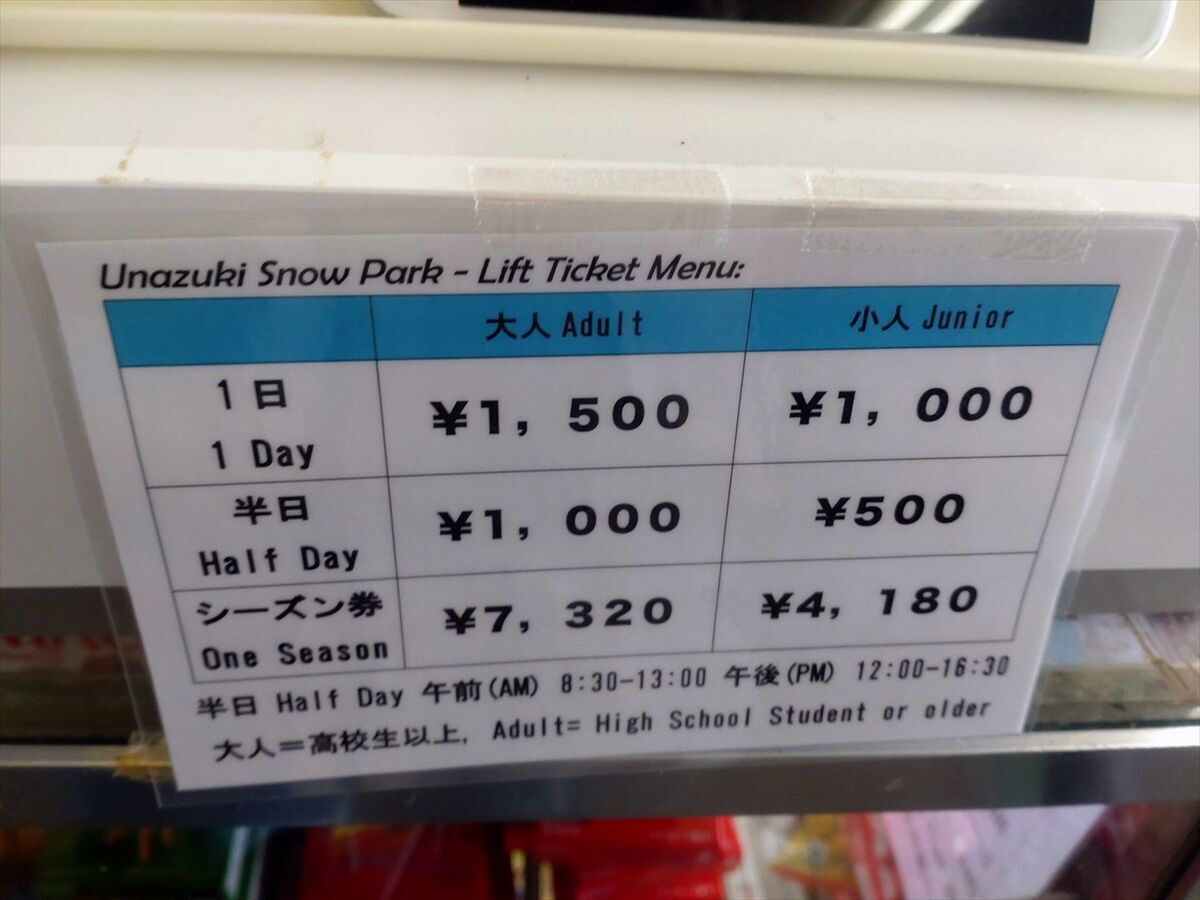 Unazuki Snow Park - Lift Ticket Menu:
大人 Adult 小人 Junior
1日
1 Day
¥1, 500 ¥1, 000
半日
Half Day
¥1, 000 ¥500
シーズン券
One Season
¥7, 320 ¥4, 180
半日 Half Day 午前(AM) 8:30-13:00 午後(PM) 12:00-16:30
大人=高校生以上, Adult= High School Student or older